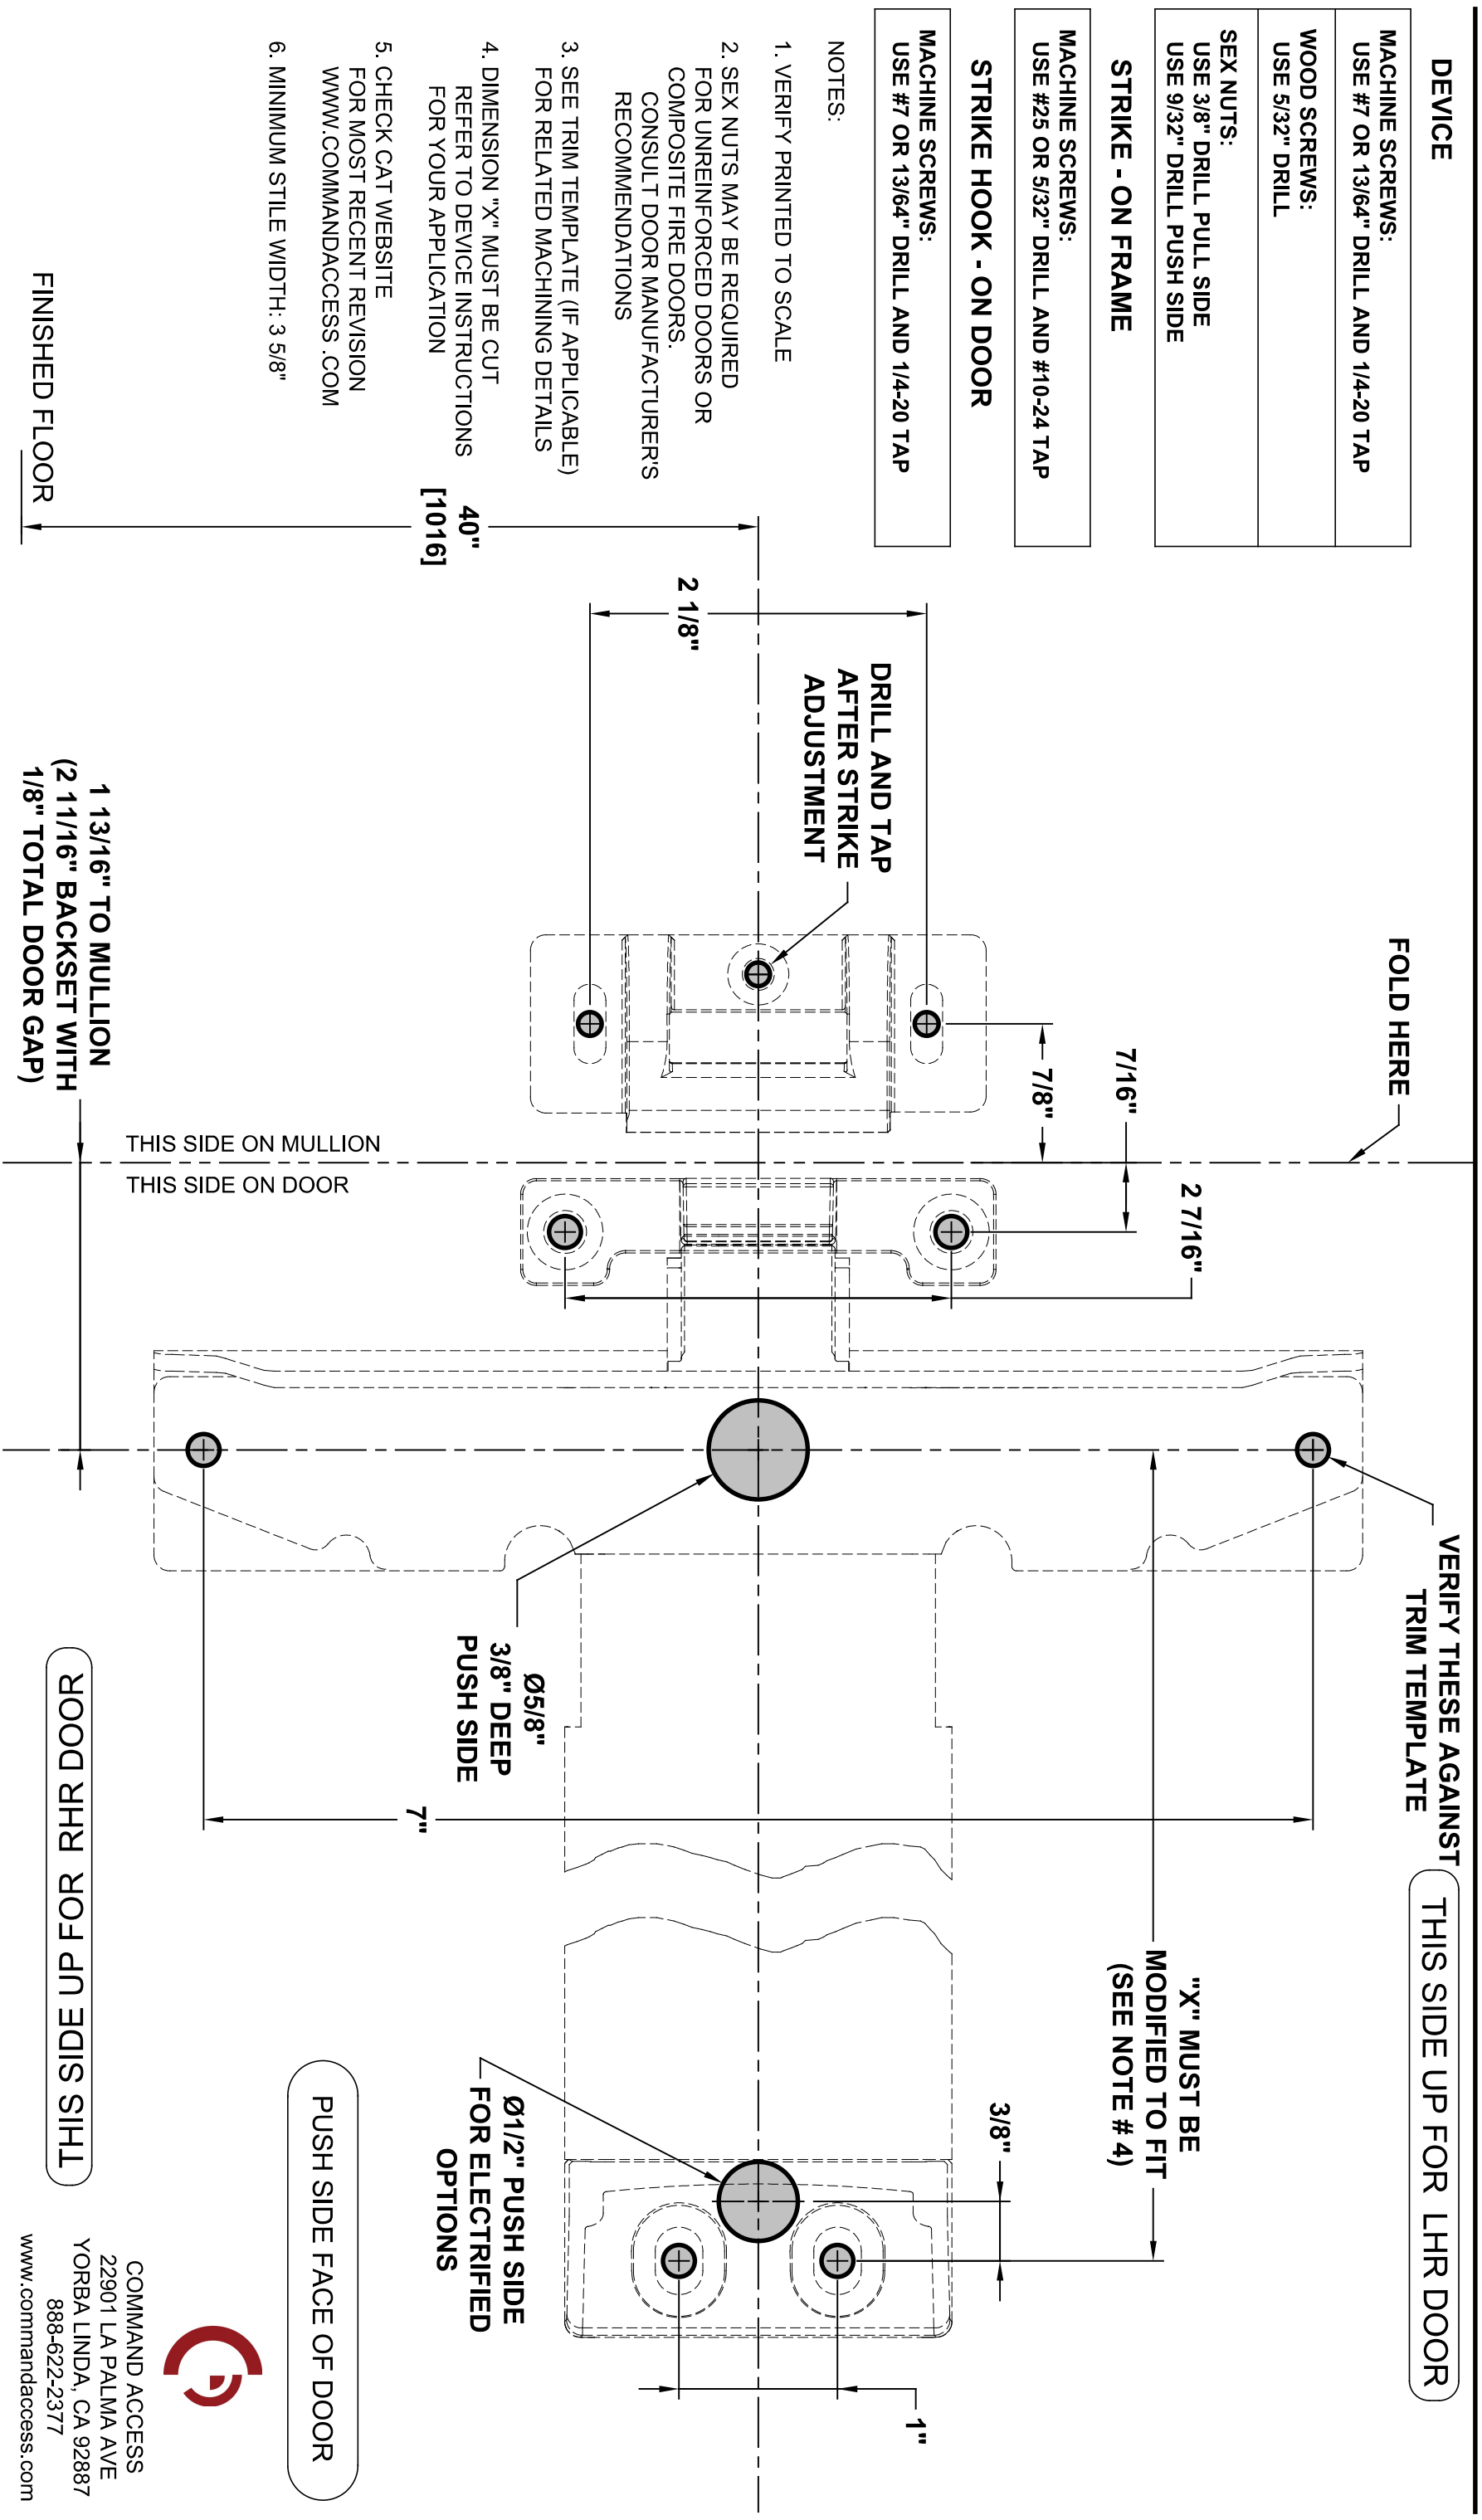 DEVICE
MACHINE SCREWS:
USE #7 OR 13/64" DRILL AND 1/4-20 TAP
WOOD SCREWS:
USE 5/32" DRILL
SEX NUTS:
USE 3/8" DRILL PULL SIDE
USE 9/32" DRILL PUSH SIDE
STRIKE - ON FRAME
MACHINE SCREWS:
USE #25 OR 5/32" DRILL AND #10-24 TAP
STRIKE HOOK - ON DOOR
MACHINE SCREWS:
USE #7 OR 13/64" DRILL AND 1/4-20 TAP
NOTES:
1. VERIFY PRINTED TO SCALE
2. SEX NUTS MAY BE REQUIRED
FOR UNREINFORCED DOORS OR
COMPOSITE FIRE DOORS.
CONSULT DOOR MANUFACTURER'S
RECOMMENDATIONS
3. SEE TRIM TEMPLATE (IF APPLICABLE)
FOR RELATED MACHINING DETAILS
4. DIMENSION "X" MUST BE CUT
REFER TO DEVICE INSTRUCTIONS
FOR YOUR APPLICATION
5. CHECK CAT WEBSITE
FOR MOST RECENT REVISION
WWW.COMMANDACCESS .COM
6. MINIMUM STILE WIDTH: 3 5/8"
FINISHED FLOOR
40"
[1016]
2 1/8"
DRILL AND TAP
AFTER STRIKE
ADJUSTMENT
1 13/16" TO MULLION
(2 11/16" BACKSET WITH
1/8" TOTAL DOOR GAP)
FOLD HERE
7/16"
7/8"
2 7/16"
THIS SIDE ON MULLION
THIS SIDE ON DOOR
VERIFY THESE AGAINST
TRIM TEMPLATE
THIS SIDE UP FOR LHR DOOR
Ø5/8"
3/8" DEEP
PUSH SIDE
7"
"X" MUST BE
MODIFIED TO FIT
(SEE NOTE # 4)
3/8"
Ø1/2" PUSH SIDE
FOR ELECTRIFIED
OPTIONS
1"
PUSH SIDE FACE OF DOOR
THIS SIDE UP FOR RHR DOOR
COMMAND ACCESS
22901 LA PALMA AVE
YORBA LINDA, CA 92887
888-622-2377
www.commandaccess.com